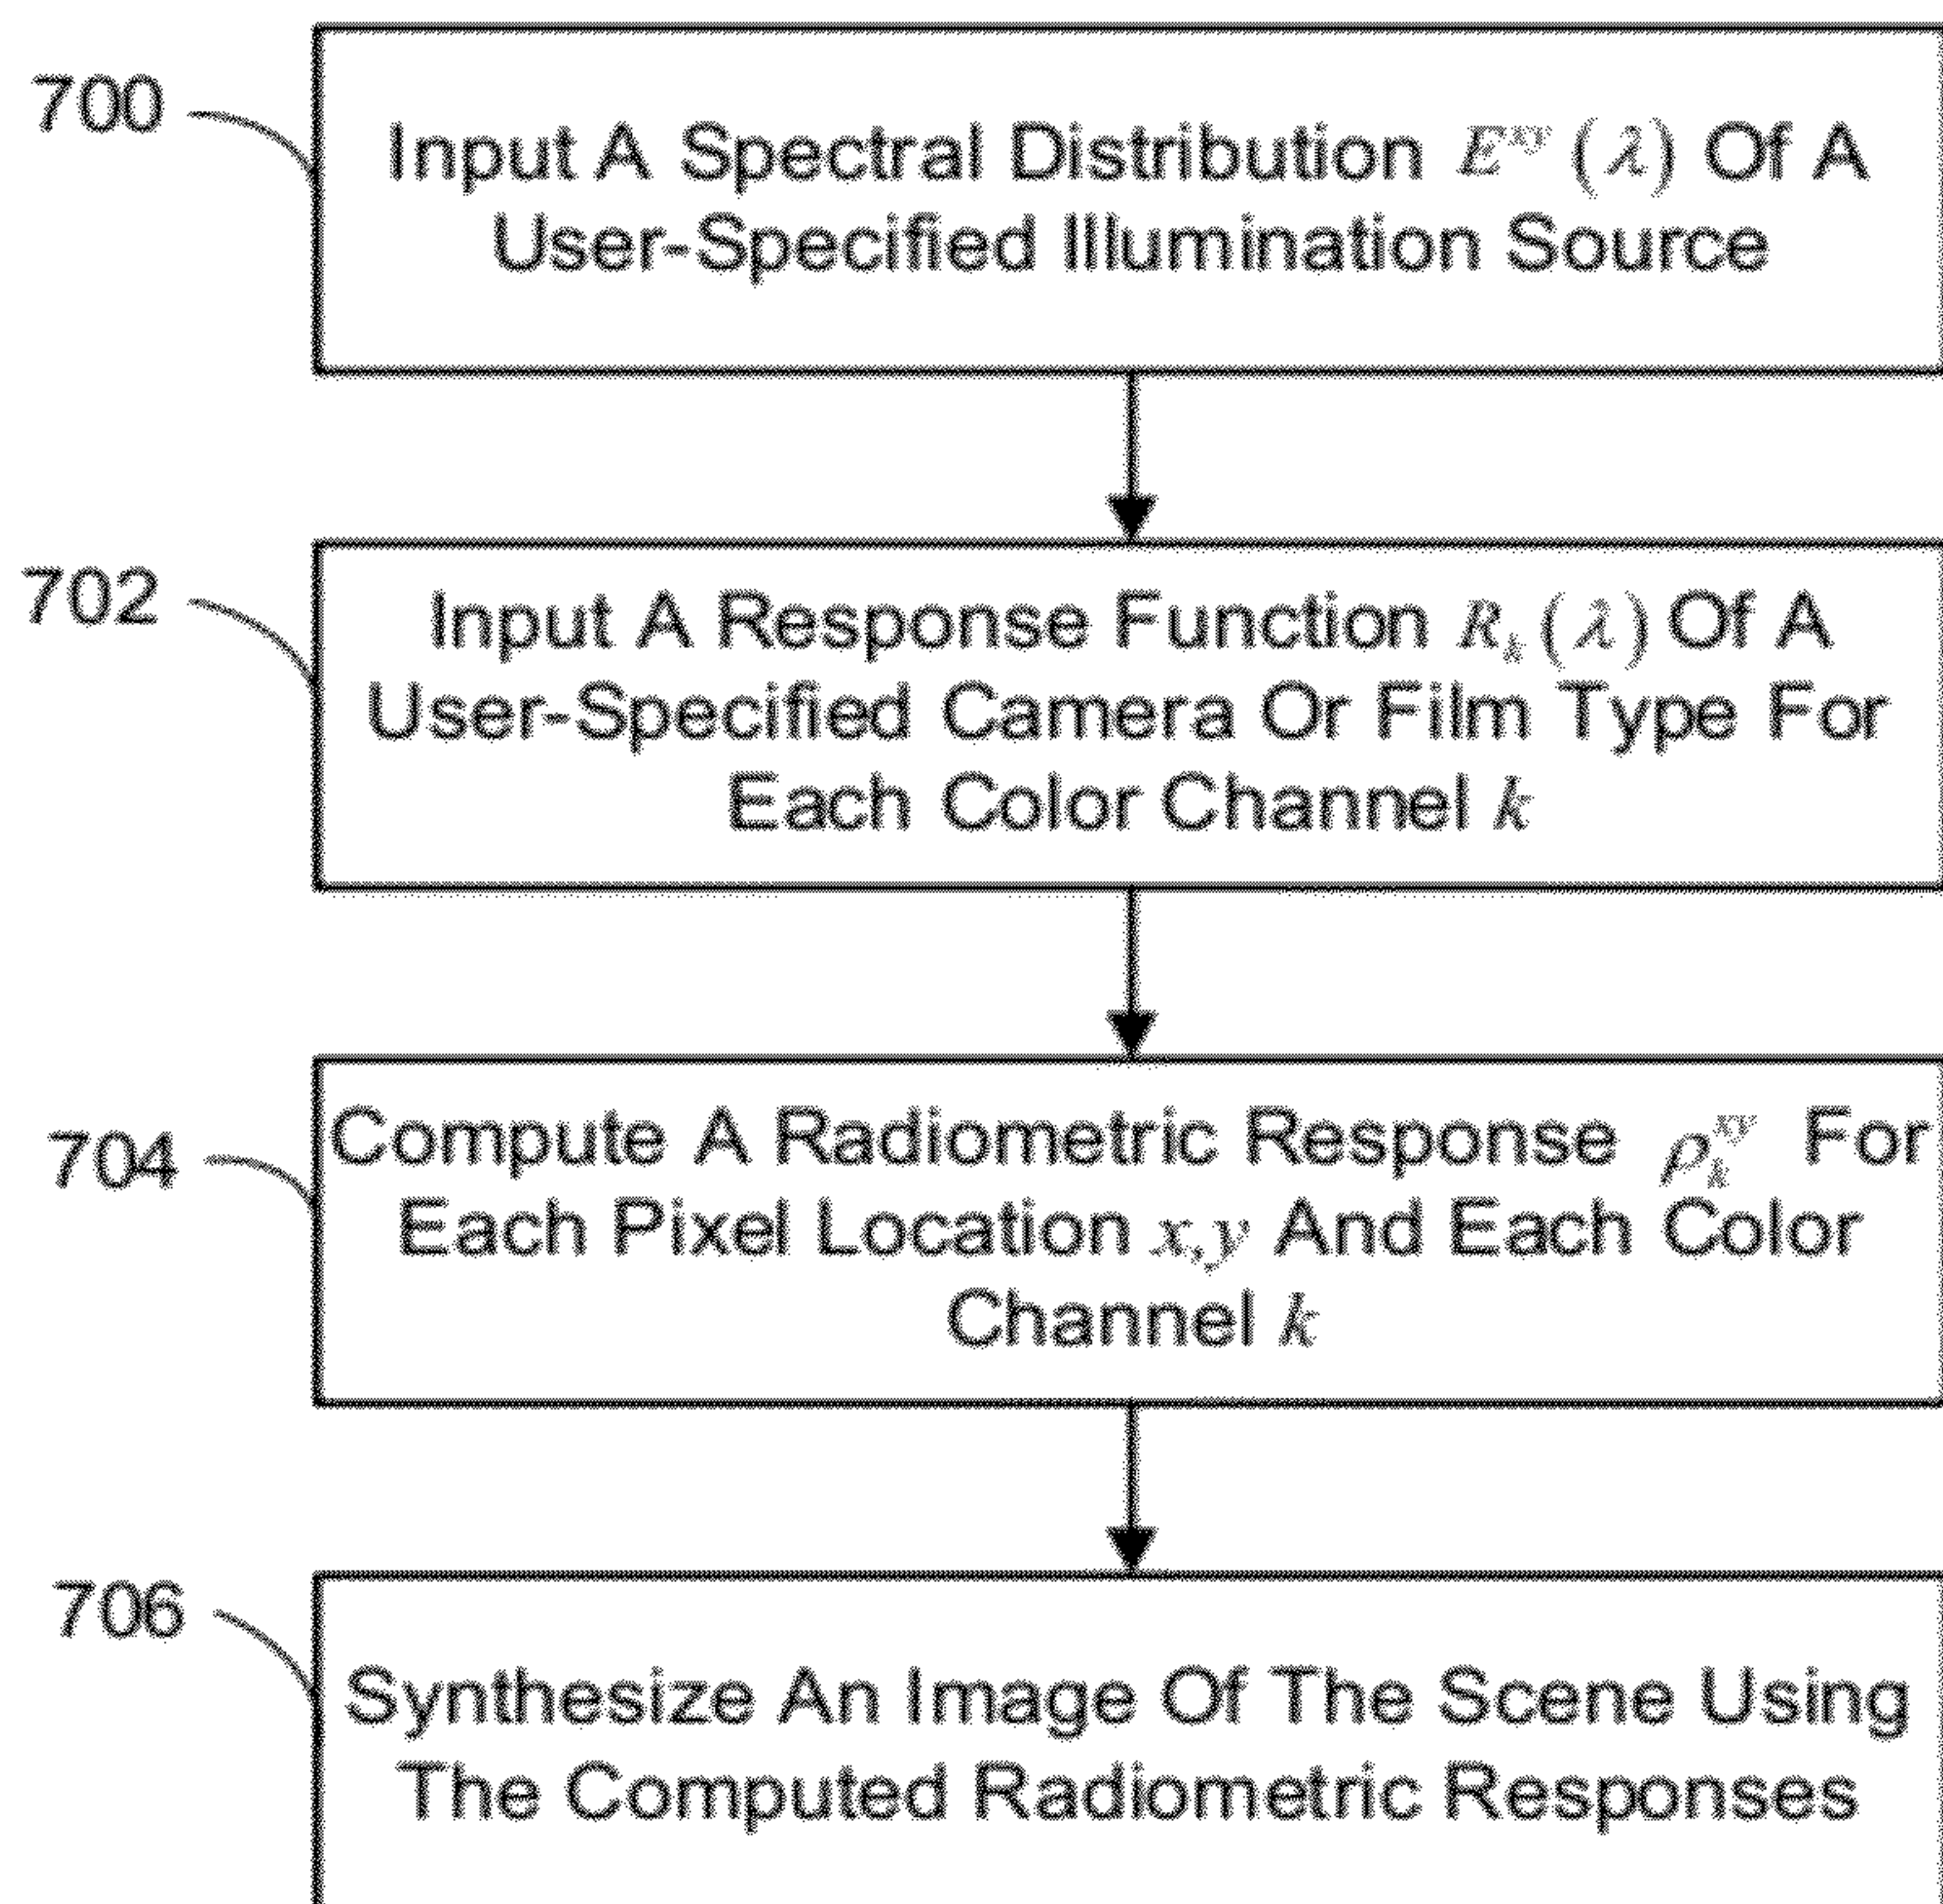 700
Input A Spectral Distribution E^{xy}(λ) Of A
User-Specified Illumination Source
702
Input A Response Function R_k(λ) Of A
User-Specified Camera Or Film Type For
Each Color Channel k
704
Compute A Radiometric Response ρ_k^{xy} For
Each Pixel Location x,y And Each Color
Channel k
706
Synthesize An Image Of The Scene Using
The Computed Radiometric Responses